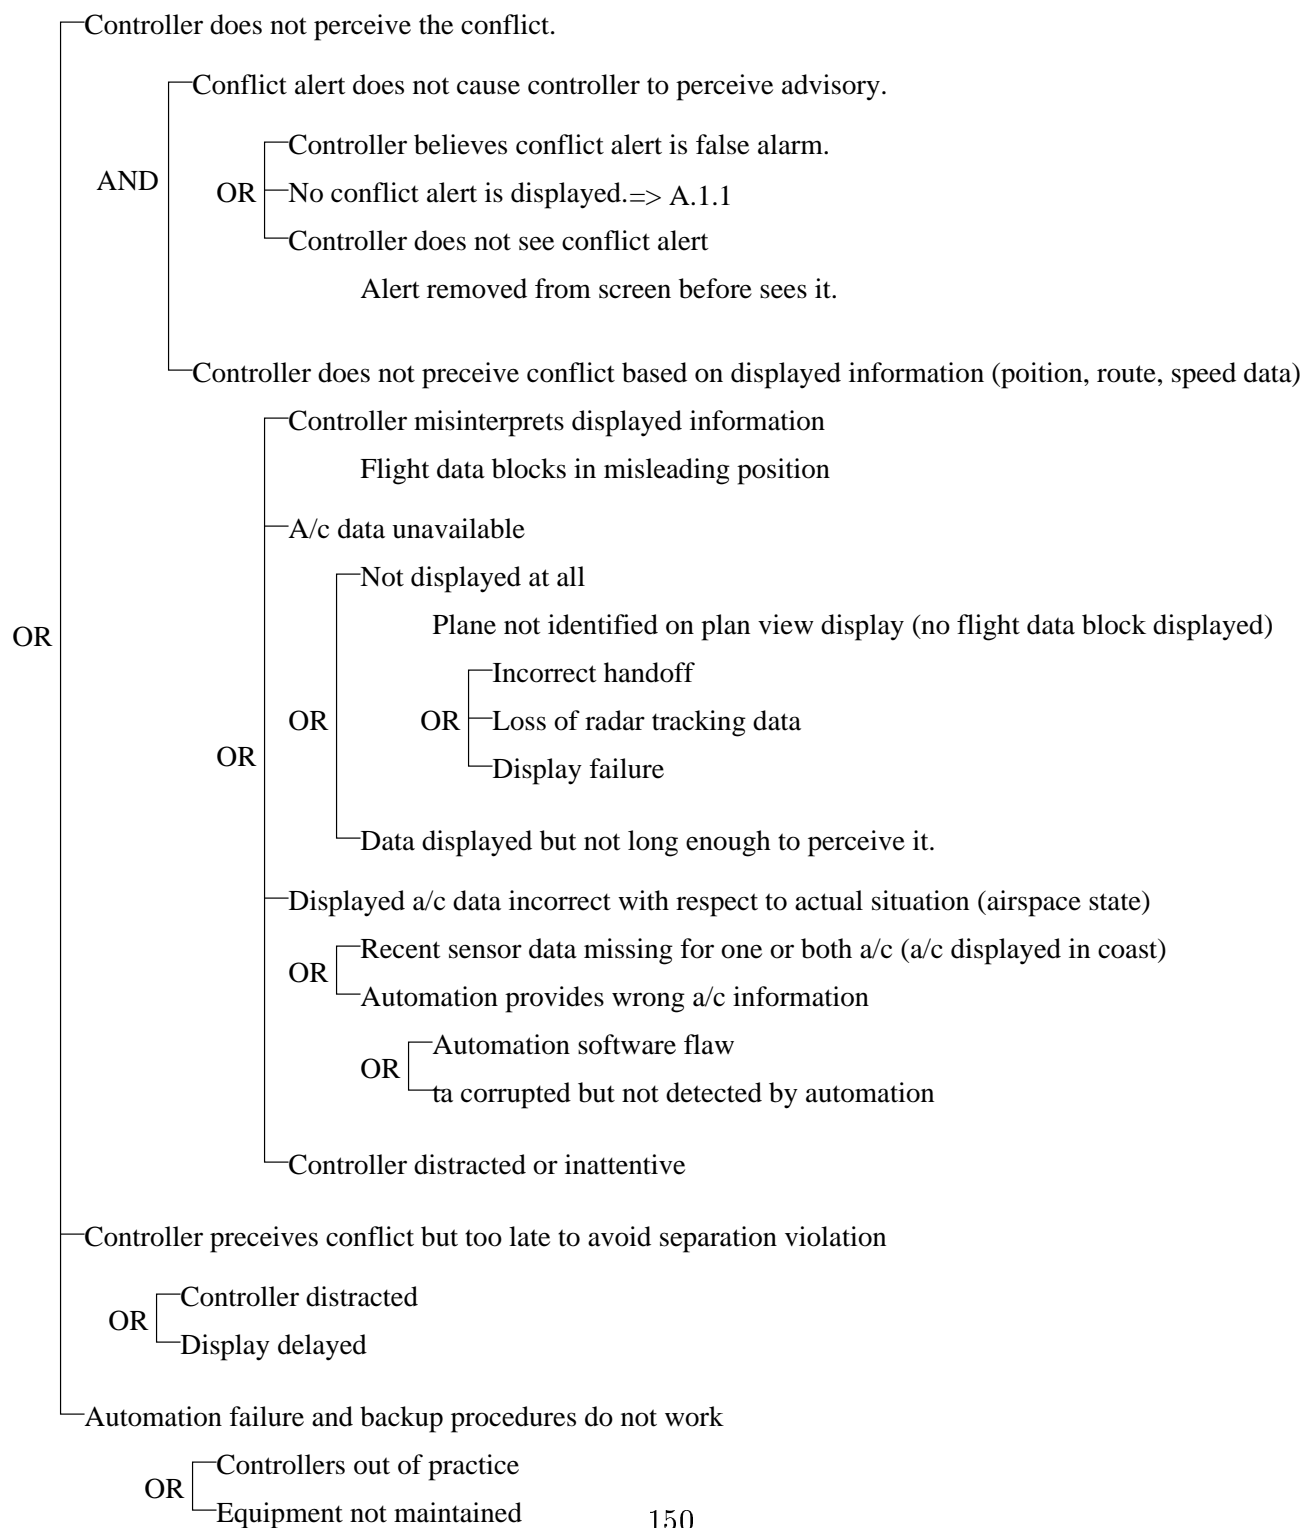 Controller does not perceive the conflict.
Conflict alert does not cause controller to perceive advisory.
Controller believes conflict alert is false alarm.
AND
OR
No conflict alert is displayed.=> A.1.1
Controller does not see conflict alert
Alert removed from screen before sees it.
Controller does not preceive conflict based on displayed information (poition, route, speed data)
Controller misinterprets displayed information
Flight data blocks in misleading position
A/c data unavailable
Not displayed at all
Plane not identified on plan view display (no flight data block displayed)
OR
Incorrect handoff
OR
OR
Loss of radar tracking data
OR
Display failure
Data displayed but not long enough to perceive it.
Displayed a/c data incorrect with respect to actual situation (airspace state)
Recent sensor data missing for one or both a/c (a/c displayed in coast)
OR
Automation provides wrong a/c information
Automation software flaw
OR
ta corrupted but not detected by automation
Controller distracted or inattentive
Controller preceives conflict but too late to avoid separation violation
Controller distracted
OR
Display delayed
Automation failure and backup procedures do not work
Controllers out of practice
OR
Equipment not maintained
150